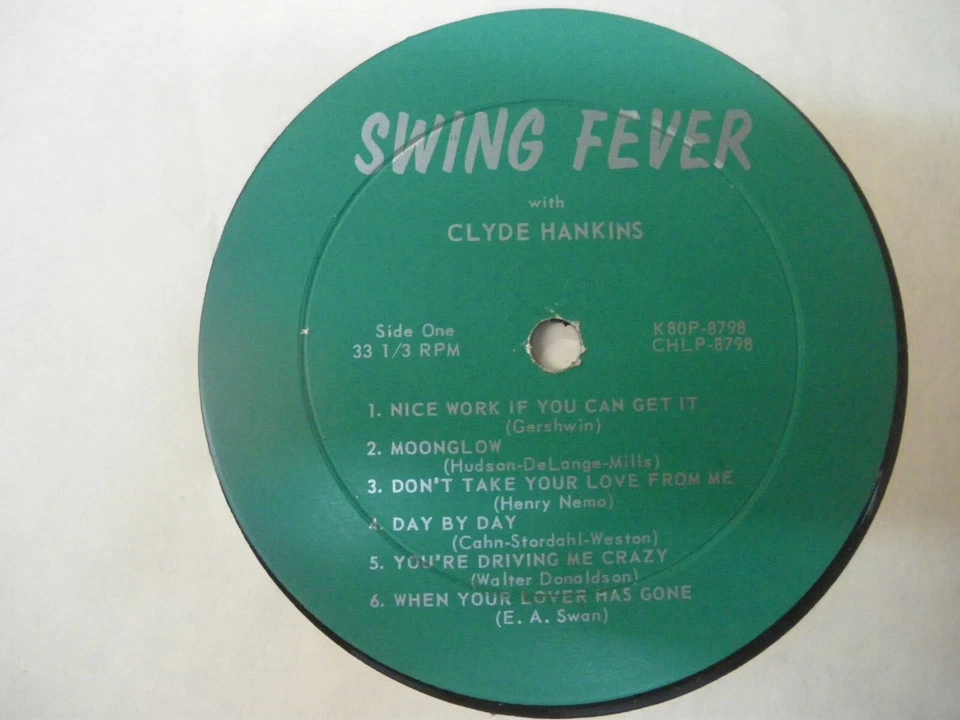 SWING FEVER
with
CLYDE HANKINS
Side One
33 1/3 RPM
K80P-8798
CHLP-8798
1. NICE WORK IF YOU CAN GET IT
(Gershwin)
2. MOONGLOW
(Hudson-DeLange-Mills)
3. DON'T TAKE YOUR LOVE FROM ME
(Henry Nemo)
4. DAY BY DAY
(Cahn-Stordahl-Weston)
5. YOU'RE DRIVING ME CRAZY
(Walter Donaldson)
6. WHEN YOUR LOVER HAS GONE
(E. A. Swan)